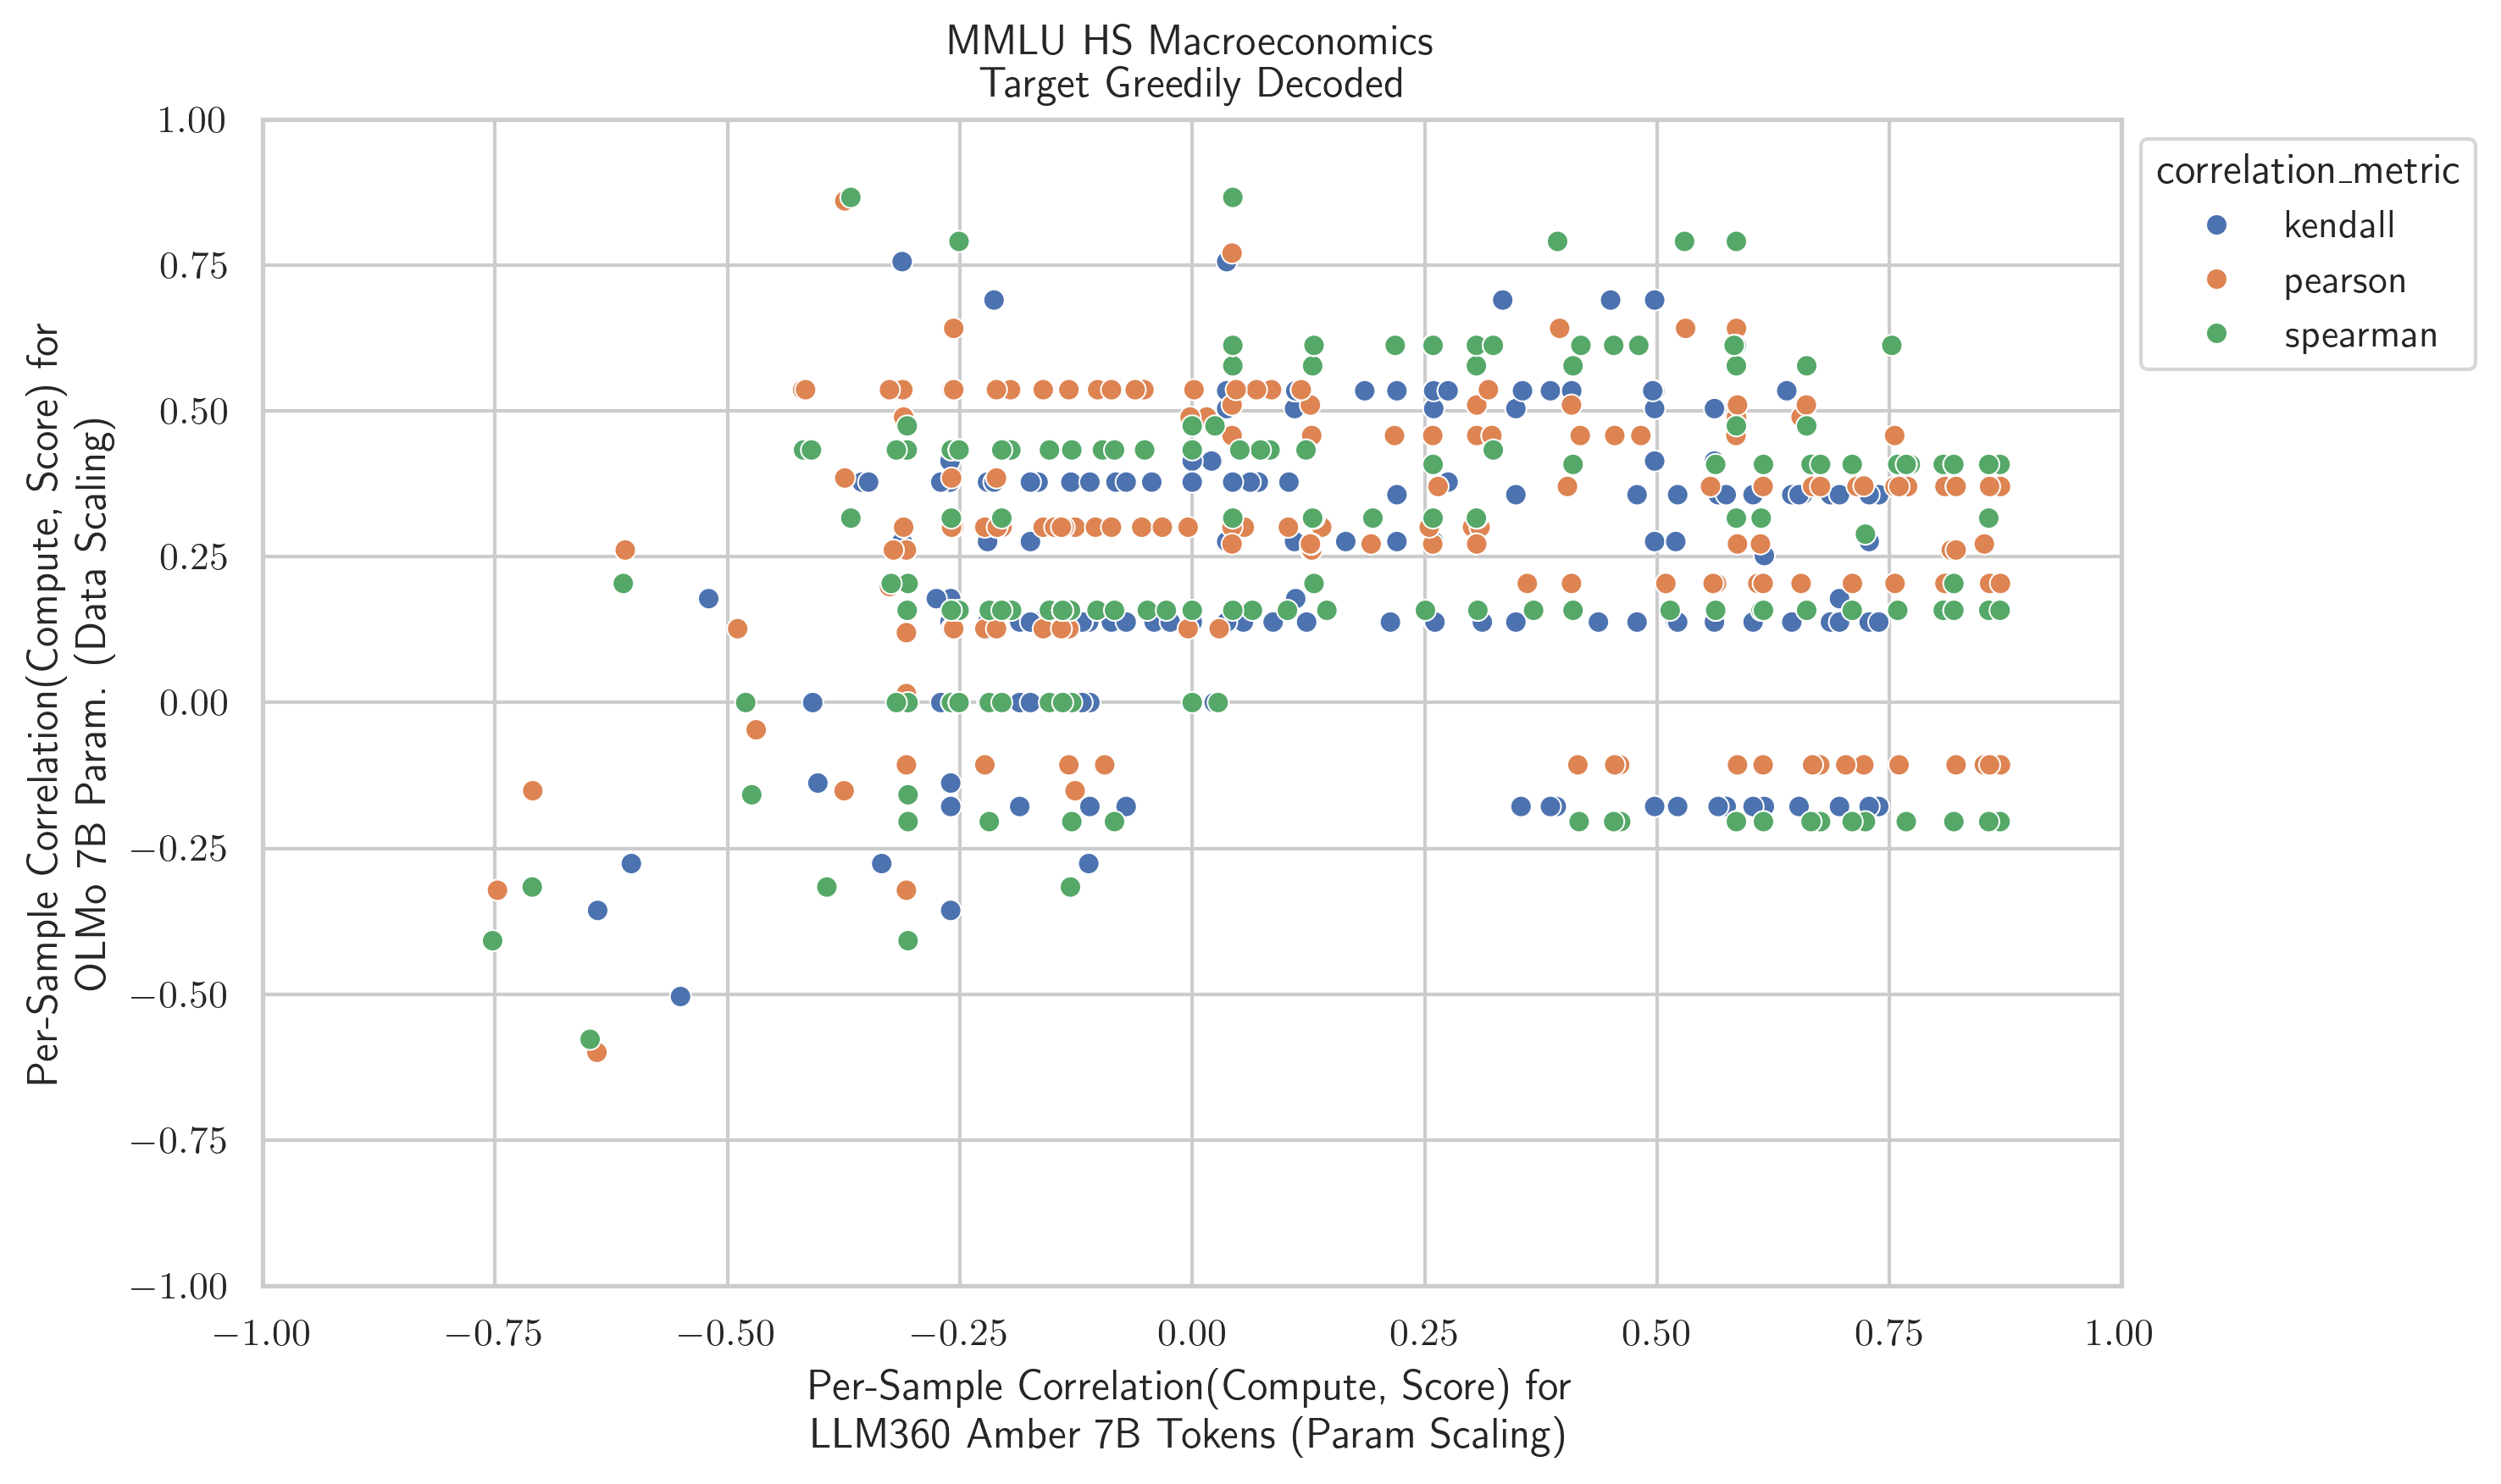 MMLU HS Macroeconomics
Target Greedily Decoded
Per-Sample Correlation(Compute, Score) for
OLMo 7B Param. (Data Scaling)
1.00
0.75
0.50
0.25
0.00
−0.25
−0.50
−0.75
−1.00
−1.00 −0.75 −0.50 −0.25 0.00 0.25 0.50 0.75 1.00
Per-Sample Correlation(Compute, Score) for
LLM360 Amber 7B Tokens (Param Scaling)
correlation_metric
kendall
pearson
spearman